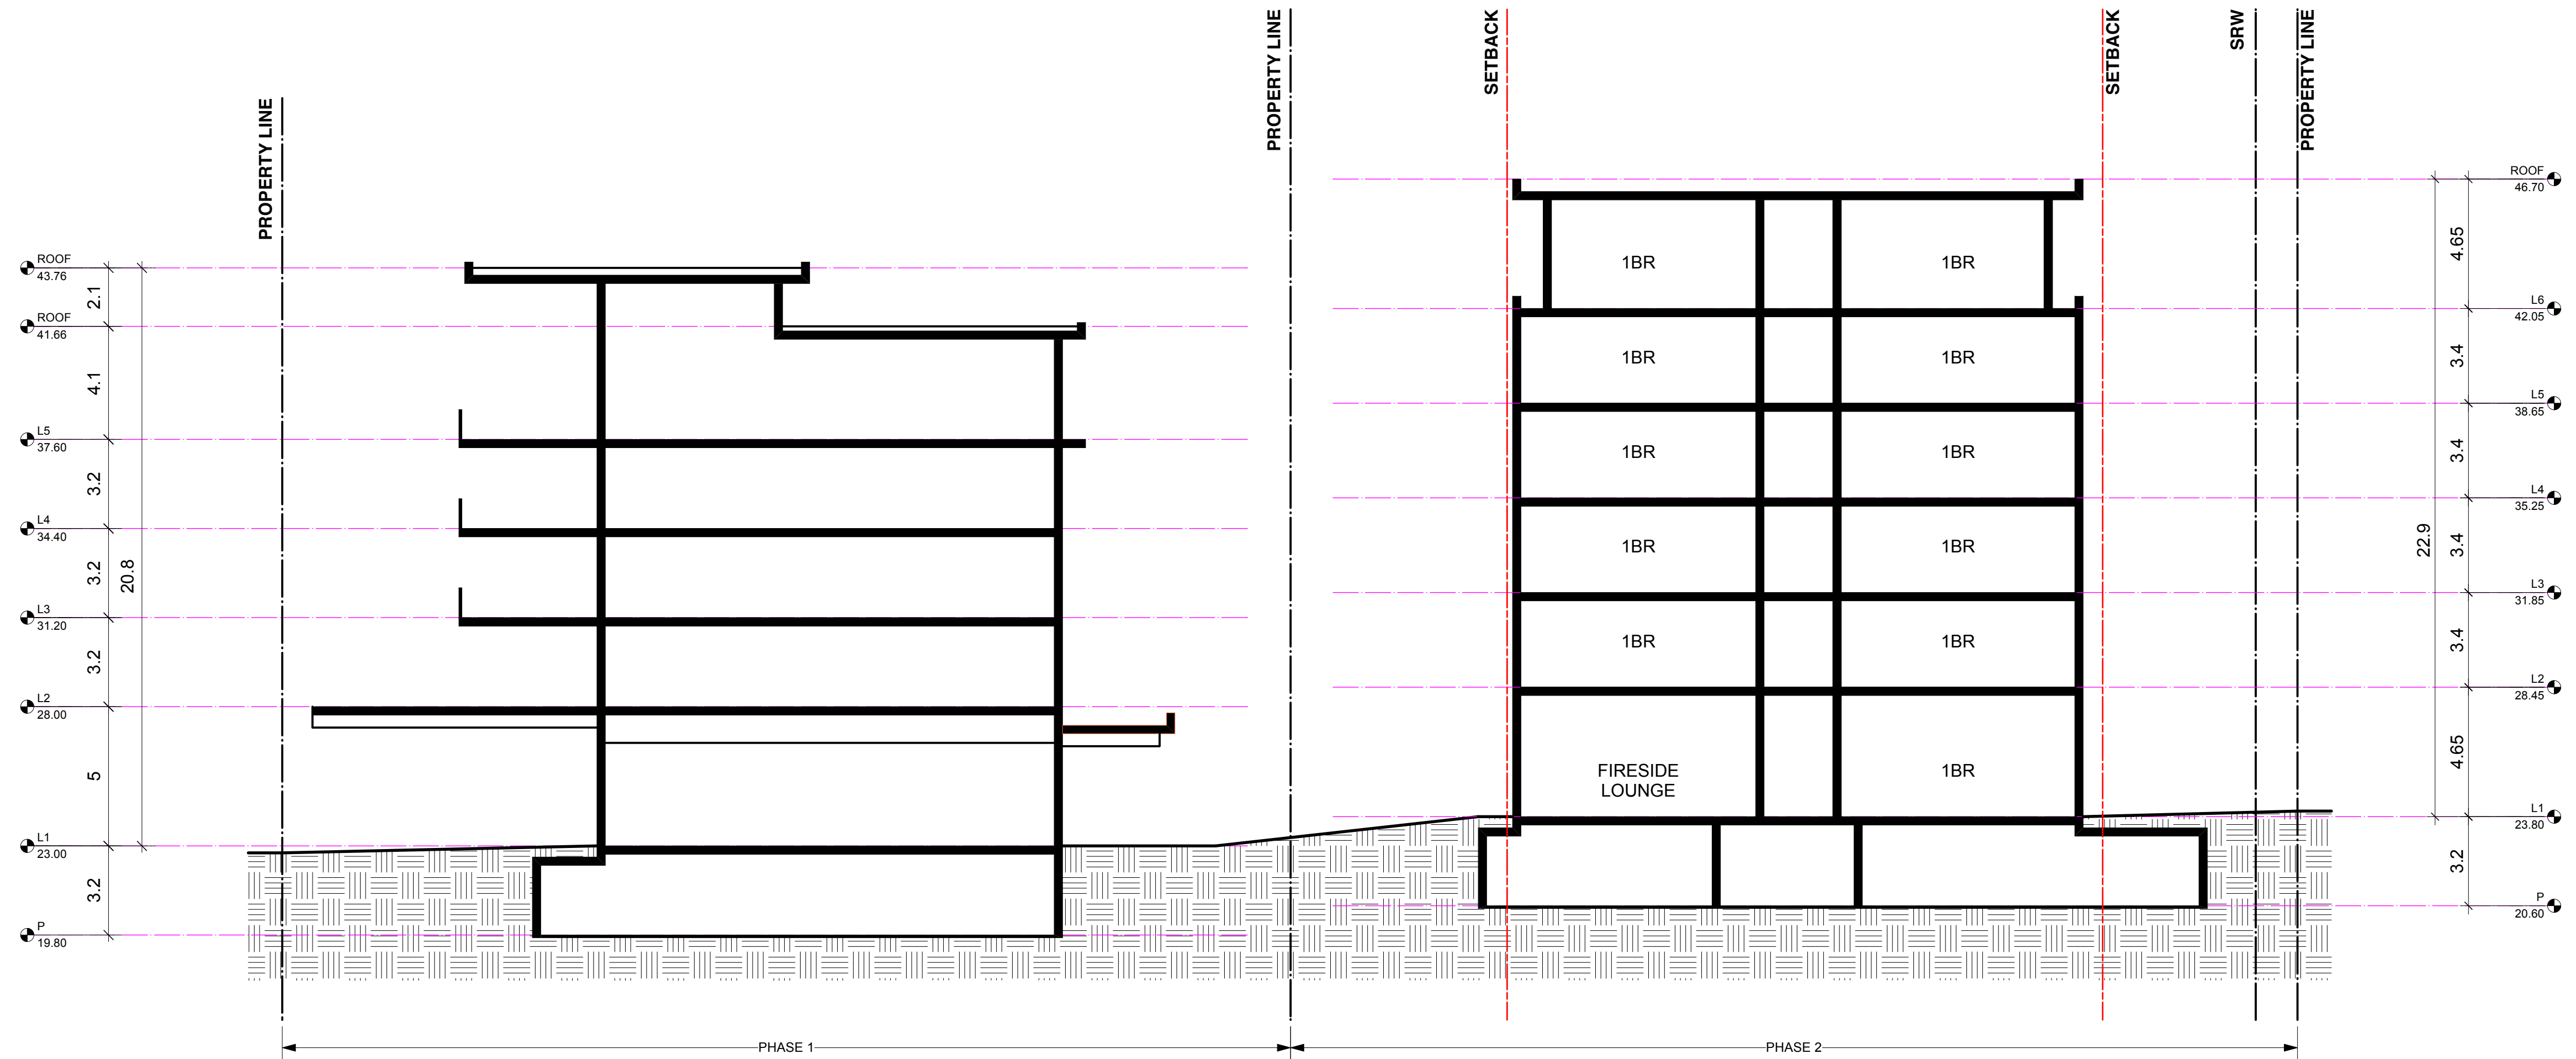 PROPERTY LINE
PROPERTY LINE
SETBACK
SETBACK
SRW
PROPERTY LINE
ROOF
43.76
2.1
ROOF
41.66
4.1
L5
37.60
3.2
L4
34.40
3.2
20.8
L3
31.20
3.2
L2
28.00
5
L1
23.00
3.2
P
19.80
1BR
1BR
1BR
1BR
1BR
1BR
1BR
1BR
1BR
1BR
FIRESIDE
LOUNGE
1BR
ROOF
46.70
4.65
L6
42.05
3.4
L5
38.65
3.4
L4
35.25
22.9
3.4
L3
31.85
3.4
L2
28.45
4.65
L1
23.80
3.2
P
20.60
PHASE 1
PHASE 2